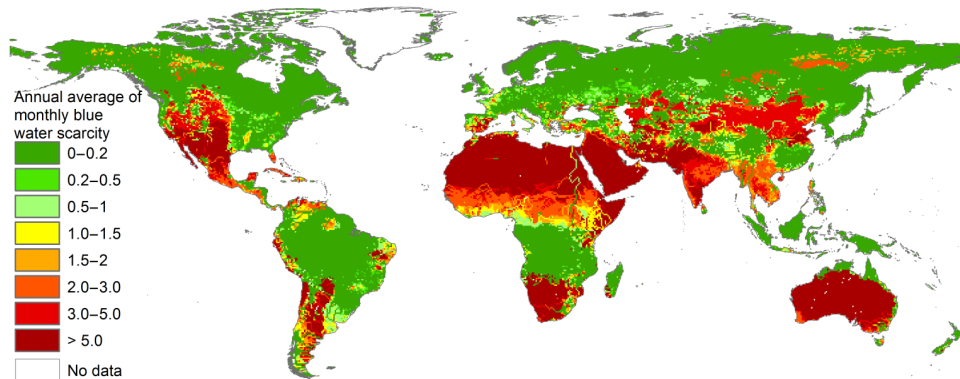 Annual average of
monthly blue
water scarcity
0–0.2
0.2–0.5
0.5–1
1.0–1.5
1.5–2
2.0–3.0
3.0–5.0
> 5.0
No data